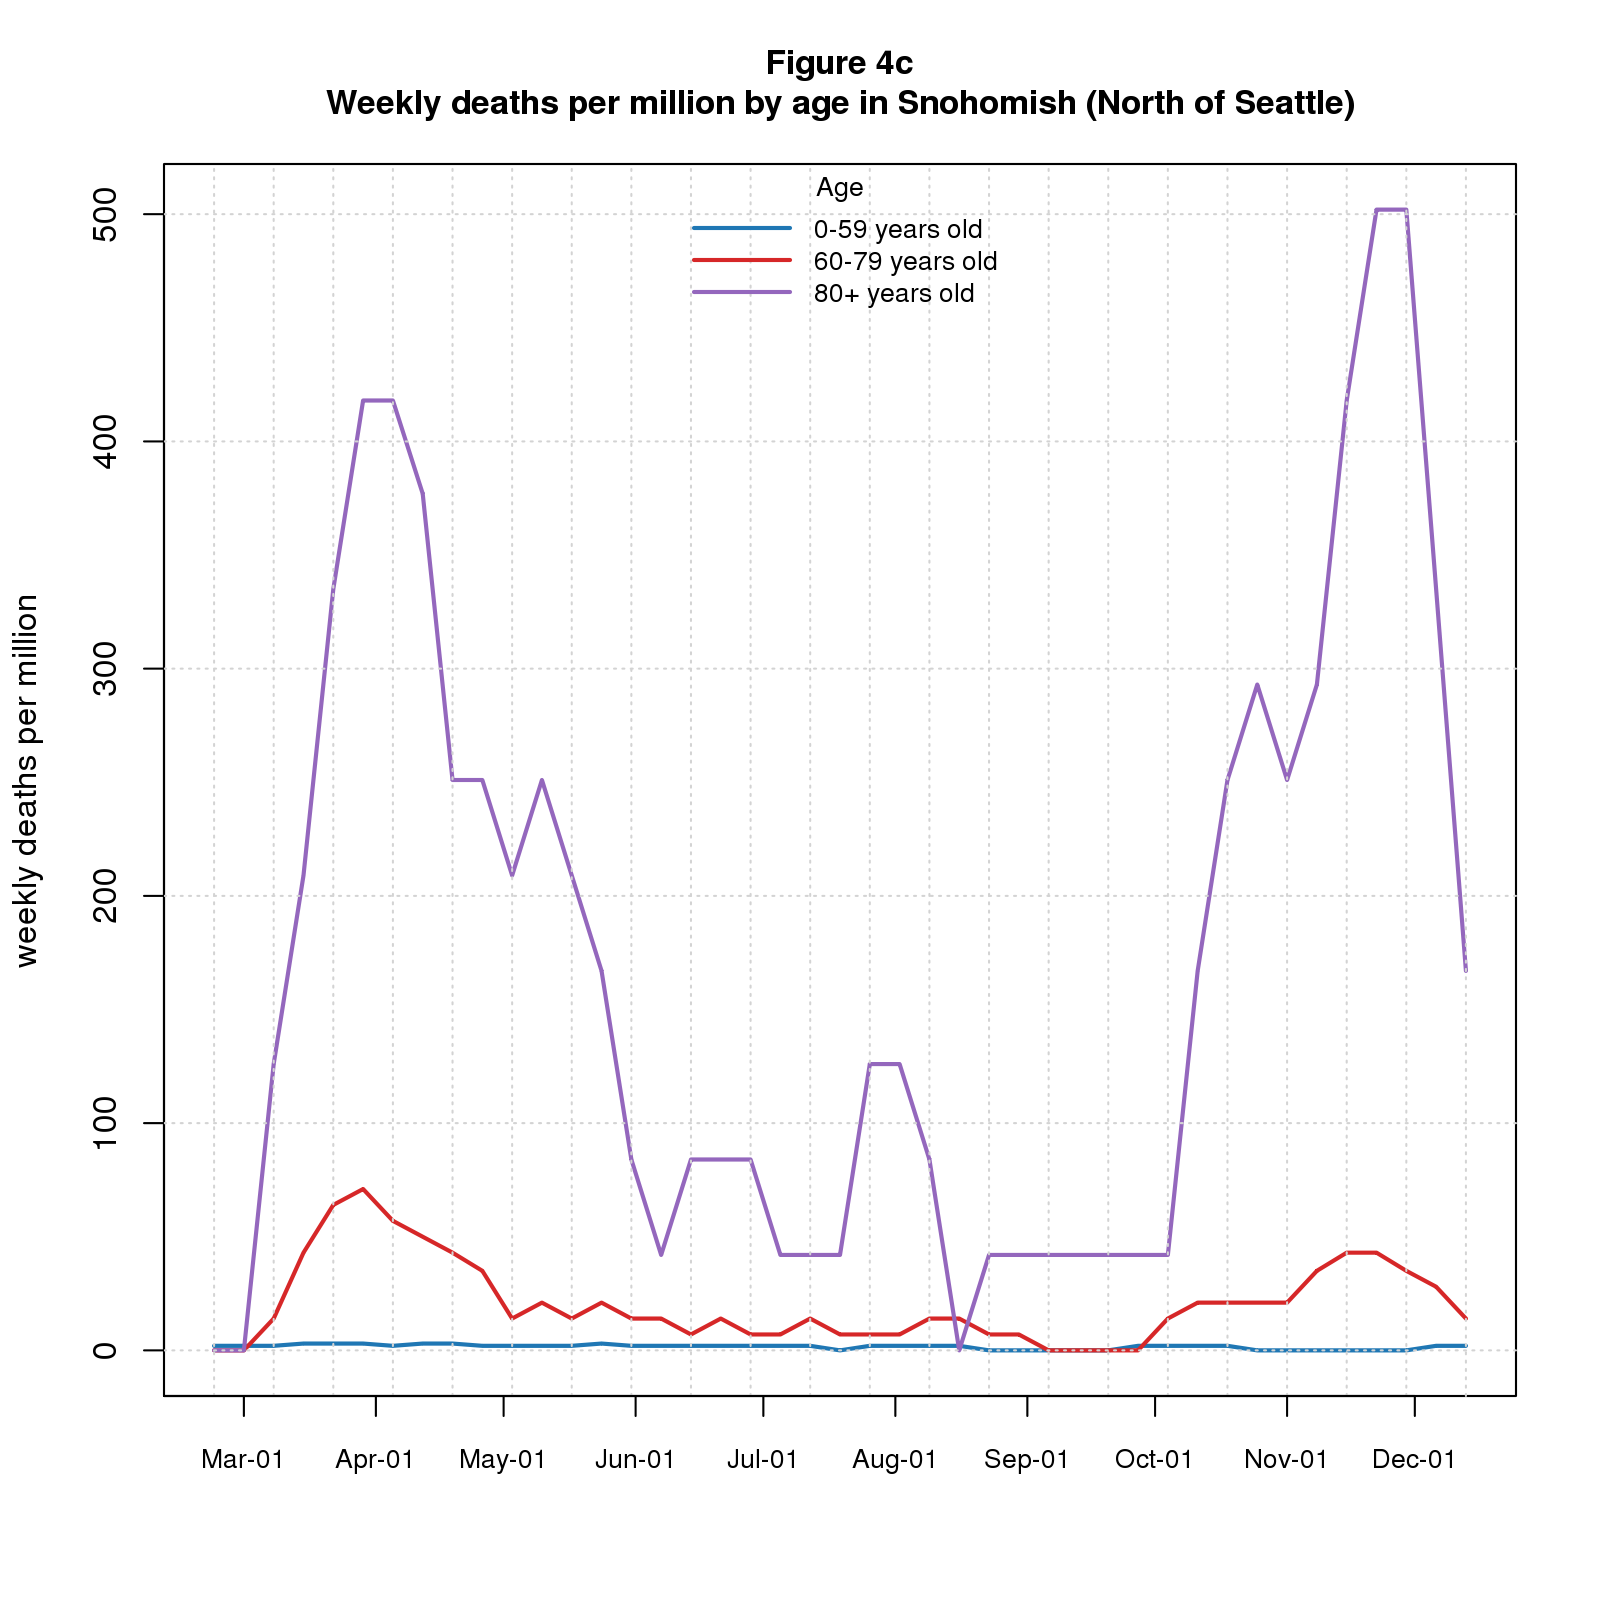 Figure 4c
Weekly deaths per million by age in Snohomish (North of Seattle)
Age
0-59 years old
60-79 years old
80+ years old
weekly deaths per million
500
400
300
200
100
0
Mar-01 Apr-01 May-01 Jun-01 Jul-01 Aug-01 Sep-01 Oct-01 Nov-01 Dec-01